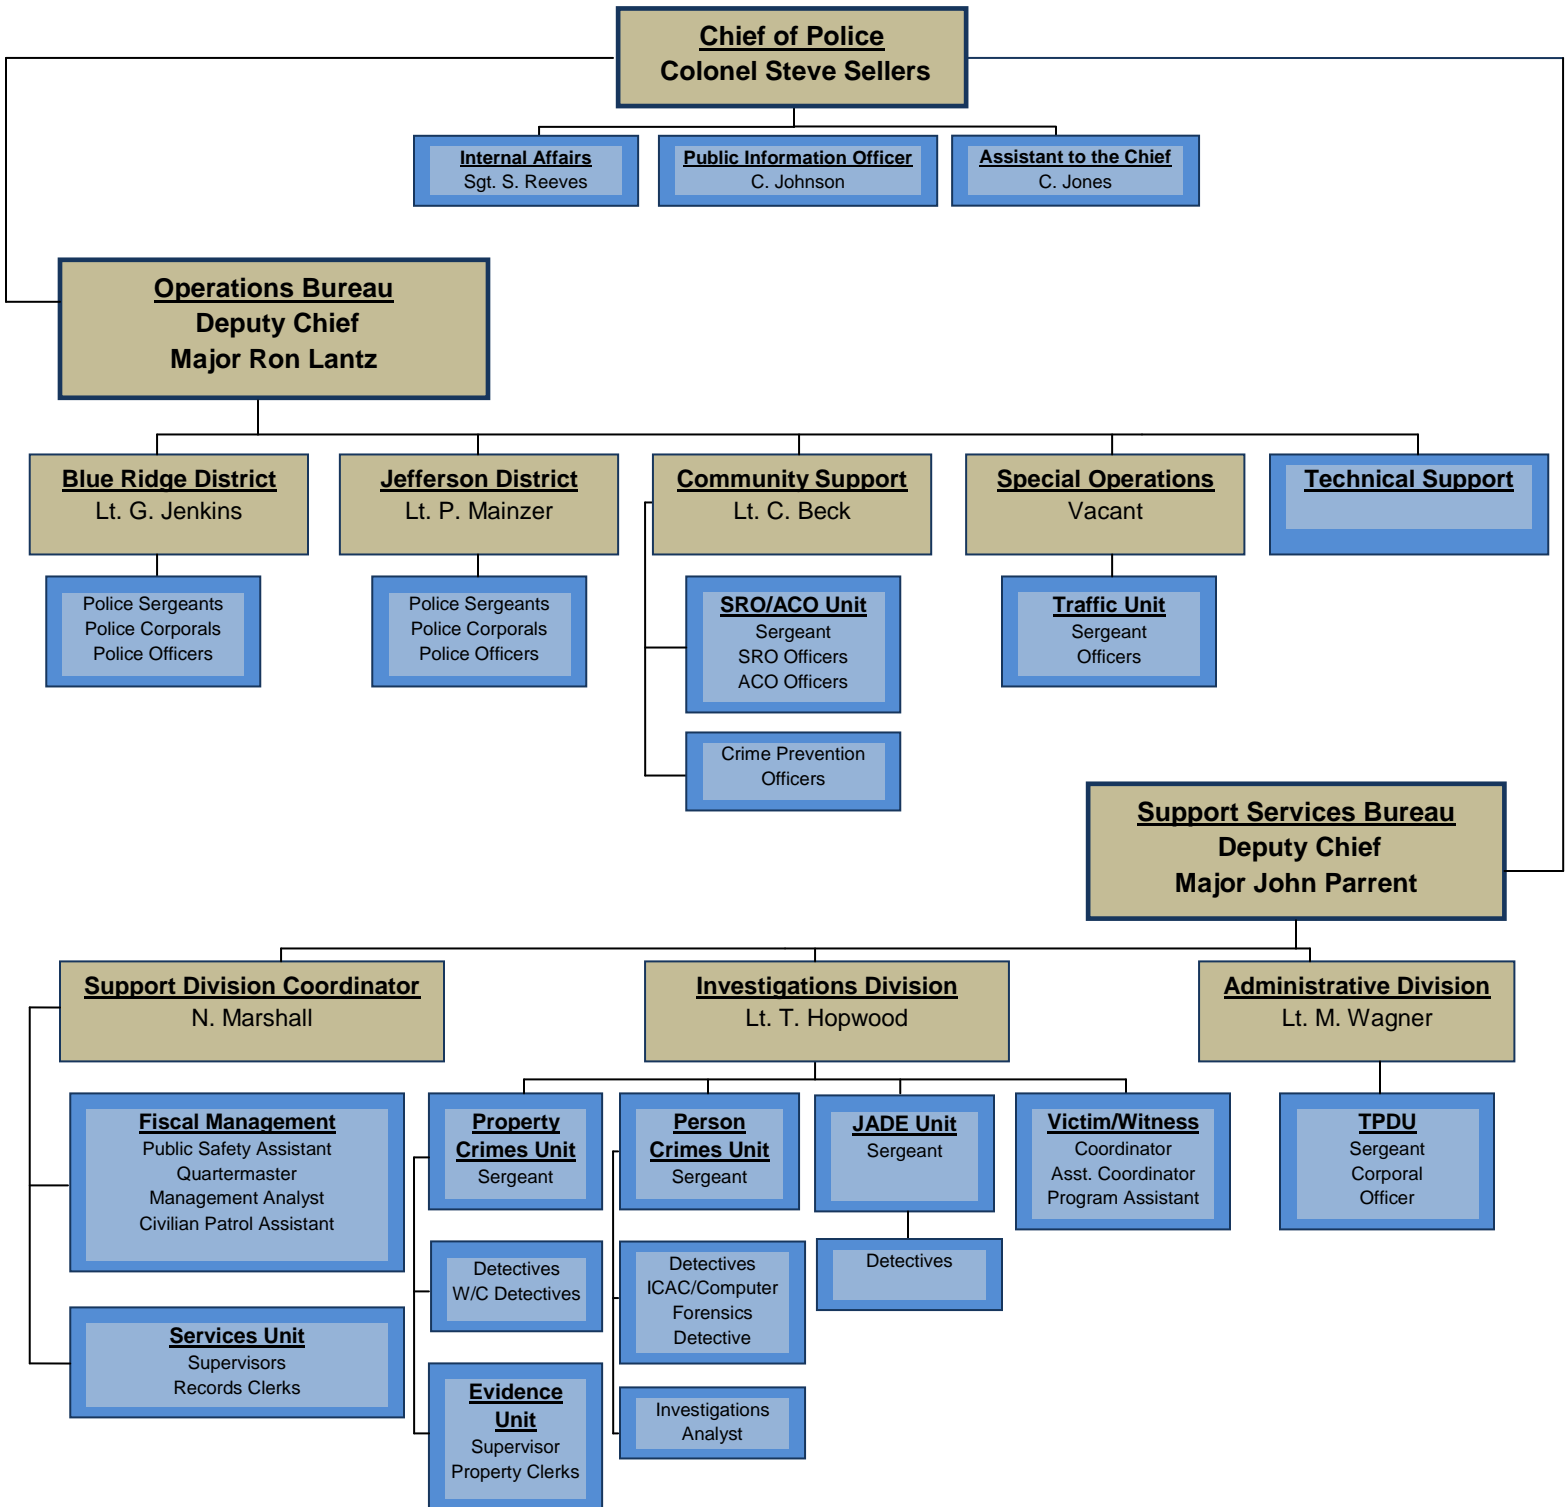 Chief of Police
Colonel Steve Sellers
Internal Affairs
Sgt. S. Reeves
Public Information Officer
C. Johnson
Assistant to the Chief
C. Jones
Operations Bureau
Deputy Chief
Major Ron Lantz
Blue Ridge District
Lt. G. Jenkins
Jefferson District
Lt. P. Mainzer
Community Support
Lt. C. Beck
Special Operations
Vacant
Technical Support
Police Sergeants
Police Corporals
Police Officers
Police Sergeants
Police Corporals
Police Officers
SRO/ACO Unit
Sergeant
SRO Officers
ACO Officers
Traffic Unit
Sergeant
Officers
Crime Prevention
Officers
Support Services Bureau
Deputy Chief
Major John Parrent
Support Division Coordinator
N. Marshall
Investigations Division
Lt. T. Hopwood
Administrative Division
Lt. M. Wagner
Fiscal Management
Public Safety Assistant
Quartermaster
Management Analyst
Civilian Patrol Assistant
Property
Crimes Unit
Sergeant
Person
Crimes Unit
Sergeant
JADE Unit
Sergeant
Victim/Witness
Coordinator
Asst. Coordinator
Program Assistant
TPDU
Sergeant
Corporal
Officer
Detectives
W/C Detectives
Detectives
ICAC/Computer
Forensics
Detective
Detectives
Services Unit
Supervisors
Records Clerks
Evidence
Unit
Supervisor
Property Clerks
Investigations
Analyst